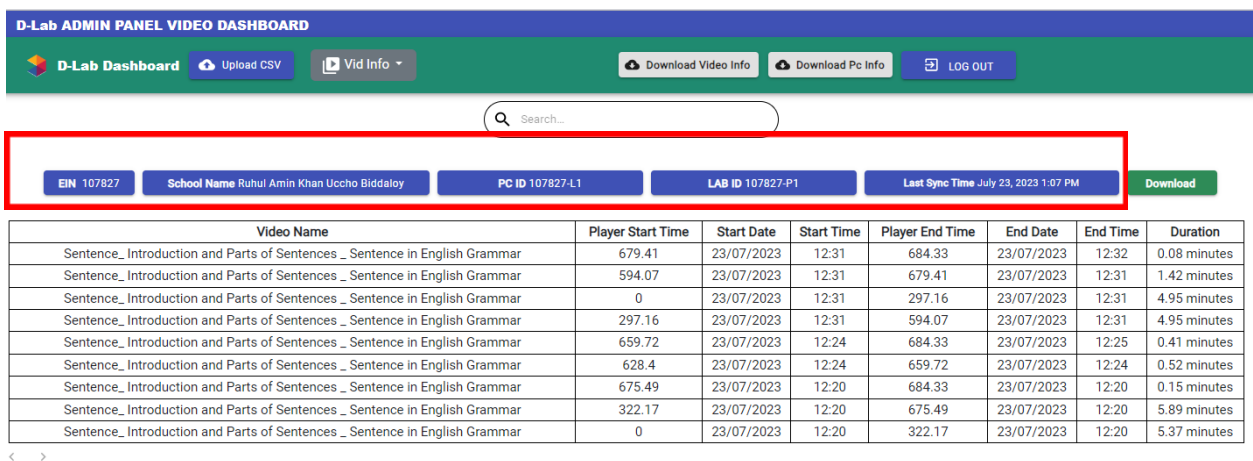 D-Lab ADMIN PANEL VIDEO DASHBOARD
D-Lab Dashboard Upload CSV Vid Info Download Video Info Download Pc Info LOG OUT
Search...
EIN 107827 School Name Ruhul Amin Khan Uccho Biddaloy PC ID 107827-L1 LAB ID 107827-P1 Last Sync Time July 23, 2023 1:07 PM Download
Video Name Player Start Time Start Date Start Time Player End Time End Date End Time Duration
Sentence_ Introduction and Parts of Sentences _ Sentence in English Grammar 679.41 23/07/2023 12:31 684.33 23/07/2023 12:32 0.08 minutes
Sentence_ Introduction and Parts of Sentences _ Sentence in English Grammar 594.07 23/07/2023 12:31 679.41 23/07/2023 12:31 1.42 minutes
Sentence_ Introduction and Parts of Sentences _ Sentence in English Grammar 0 23/07/2023 12:31 297.16 23/07/2023 12:31 4.95 minutes
Sentence_ Introduction and Parts of Sentences _ Sentence in English Grammar 297.16 23/07/2023 12:31 594.07 23/07/2023 12:31 4.95 minutes
Sentence_ Introduction and Parts of Sentences _ Sentence in English Grammar 659.72 23/07/2023 12:24 684.33 23/07/2023 12:25 0.41 minutes
Sentence_ Introduction and Parts of Sentences _ Sentence in English Grammar 628.4 23/07/2023 12:24 659.72 23/07/2023 12:24 0.52 minutes
Sentence_ Introduction and Parts of Sentences _ Sentence in English Grammar 675.49 23/07/2023 12:20 684.33 23/07/2023 12:20 0.15 minutes
Sentence_ Introduction and Parts of Sentences _ Sentence in English Grammar 322.17 23/07/2023 12:20 675.49 23/07/2023 12:20 5.89 minutes
Sentence_ Introduction and Parts of Sentences _ Sentence in English Grammar 0 23/07/2023 12:20 322.17 23/07/2023 12:20 5.37 minutes